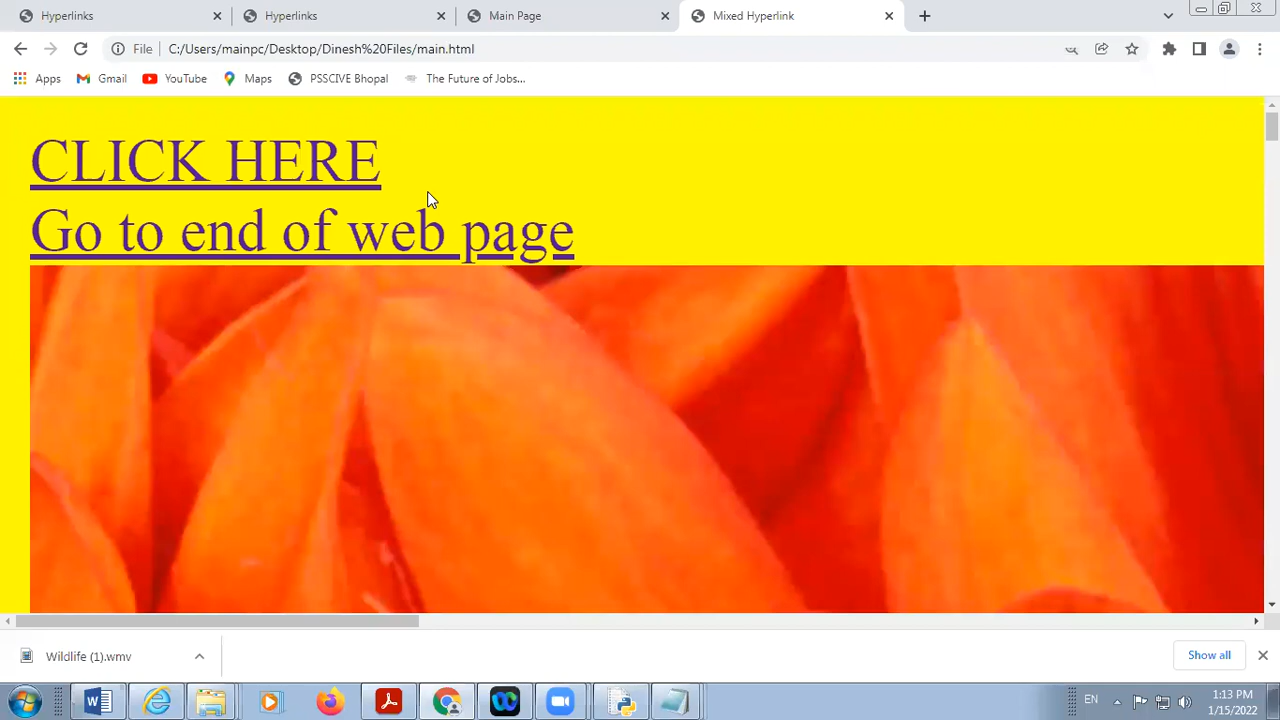 Hyperlinks
Hyperlinks
Main Page
Mixed Hyperlink
File
C:/Users/mainpc/Desktop/Dinesh%20Files/main.html
Apps
Gmail
YouTube
Maps
PSSCIVE Bhopal
The Future of Jobs...
CLICK HERE
Go to end of web page
Wildlife (1).wmv
Show all
EN
1:13 PM
1/15/2022